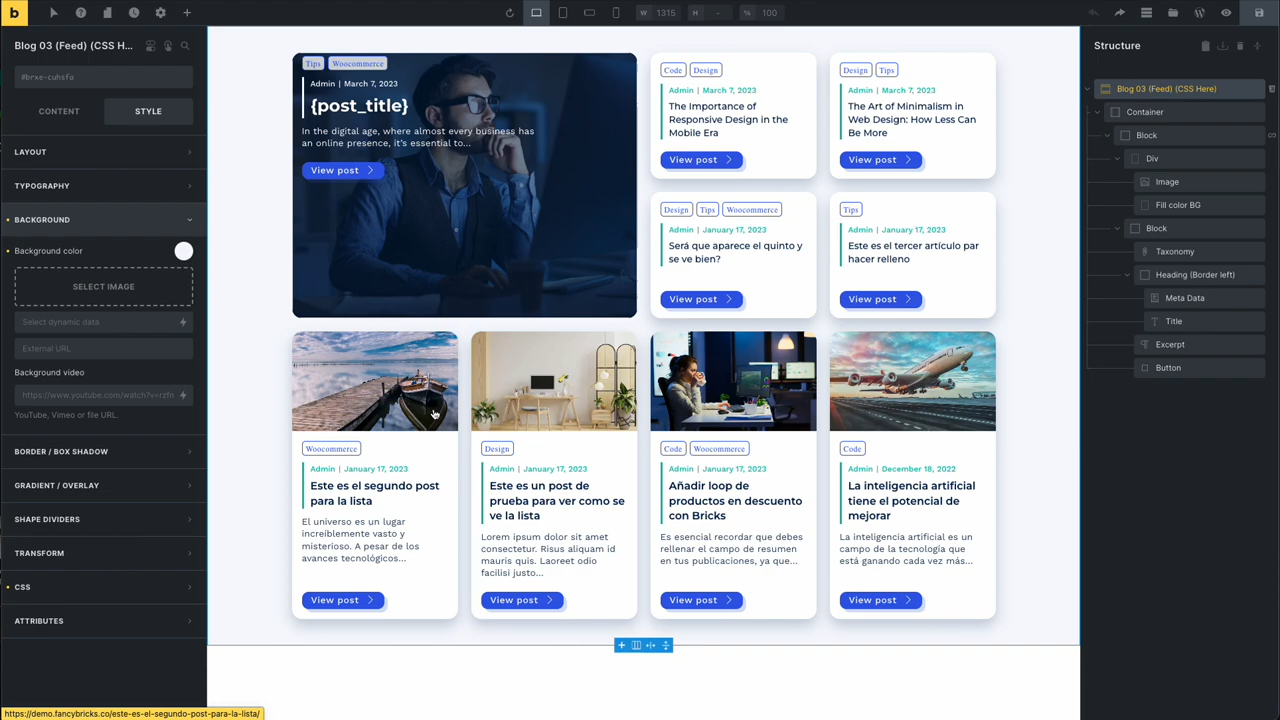 b
W 1315 H - % 100
Blog 03 (Feed) (CSS H...
#brxe-cuhsfo
CONTENT STYLE
LAYOUT
TYPOGRAPHY
BACKGROUND
Background color
SELECT IMAGE
Select dynamic data
External URL
Background video
https://www.youtube.com/watch?v=rzfn
YouTube, Vimeo or file URL.
BORDER / BOX SHADOW
GRADIENT / OVERLAY
SHAPE DIVIDERS
TRANSFORM
CSS
ATTRIBUTES
https://demo.fancybricks.co/este-es-el-segundo-post-para-la-lista/
Tips Woocommerce
Admin | March 7, 2023
{post_title}
In the digital age, where almost every business has
an online presence, it's essential to...
View post
Code Design
Admin | March 7, 2023
The Importance of
Responsive Design in the
Mobile Era
View post
Design Tips
Admin | March 7, 2023
The Art of Minimalism in
Web Design: How Less Can
Be More
View post
Design Tips Woocommerce
Admin | January 17, 2023
Será que aparece el quinto y
se ve bien?
View post
Tips
Admin | January 17, 2023
Este es el tercer artículo par
hacer relleno
View post
Woocommerce
Admin | January 17, 2023
Este es el segundo post
para la lista
El universo es un lugar
increíblemente vasto y
misterioso. A pesar de los
avances tecnológicos...
View post
Design
Admin | January 17, 2023
Este es un post de
prueba para ver como se
ve la lista
Lorem ipsum dolor sit amet
consectetur. Risus aliquam id
mauris quis. Laoreet odio
facilisi justo...
View post
Code Woocommerce
Admin | January 17, 2023
Añadir loop de
productos en descuento
con Bricks
Es esencial recordar que debes
rellenar el campo de resumen
en tus publicaciones, ya que...
View post
Code
Admin | December 18, 2022
La inteligencia artificial
tiene el potencial de
mejorar
La inteligencia artificial es un
campo de la tecnología que
está ganando cada vez más...
View post
Structure
Blog 03 (Feed) (CSS Here)
Container
Block
Div
Image
Fill color BG
Block
Taxonomy
Heading (Border left)
Meta Data
Title
Excerpt
Button